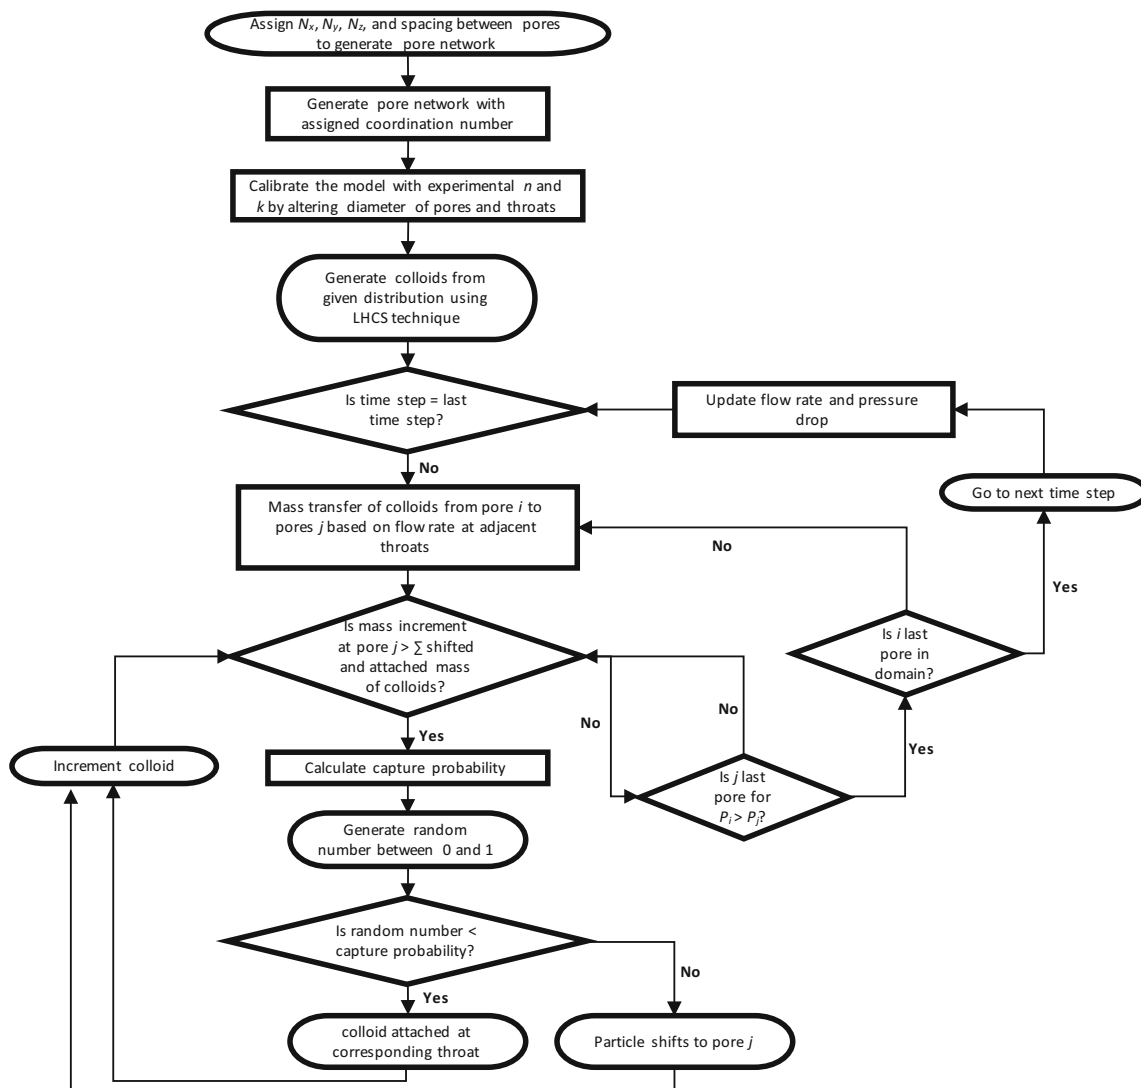 Assign Nx, Ny, Nz, and spacing between pores
to generate pore network
Generate pore network with
assigned coordination number
Calibrate the model with experimental n and
k by altering diameter of pores and throats
Generate colloids from
given distribution using
LHCS technique
Is time step = last
time step?
Update flow rate and pressure
drop
No
Go to next time step
Mass transfer of colloids from pore i to
pores j based on flow rate at adjacent
throats
No
Yes
Is mass increment
at pore j > ∑ shifted
and attached mass
of colloids?
Is i last
pore in
domain?
No
No
Yes
Yes
Increment colloid
Calculate capture probability
Is j last
pore for
Pi > Pj?
Generate random
number between 0 and 1
Is random number <
capture probability?
No
Yes
colloid attached at
corresponding throat
Particle shifts to pore j